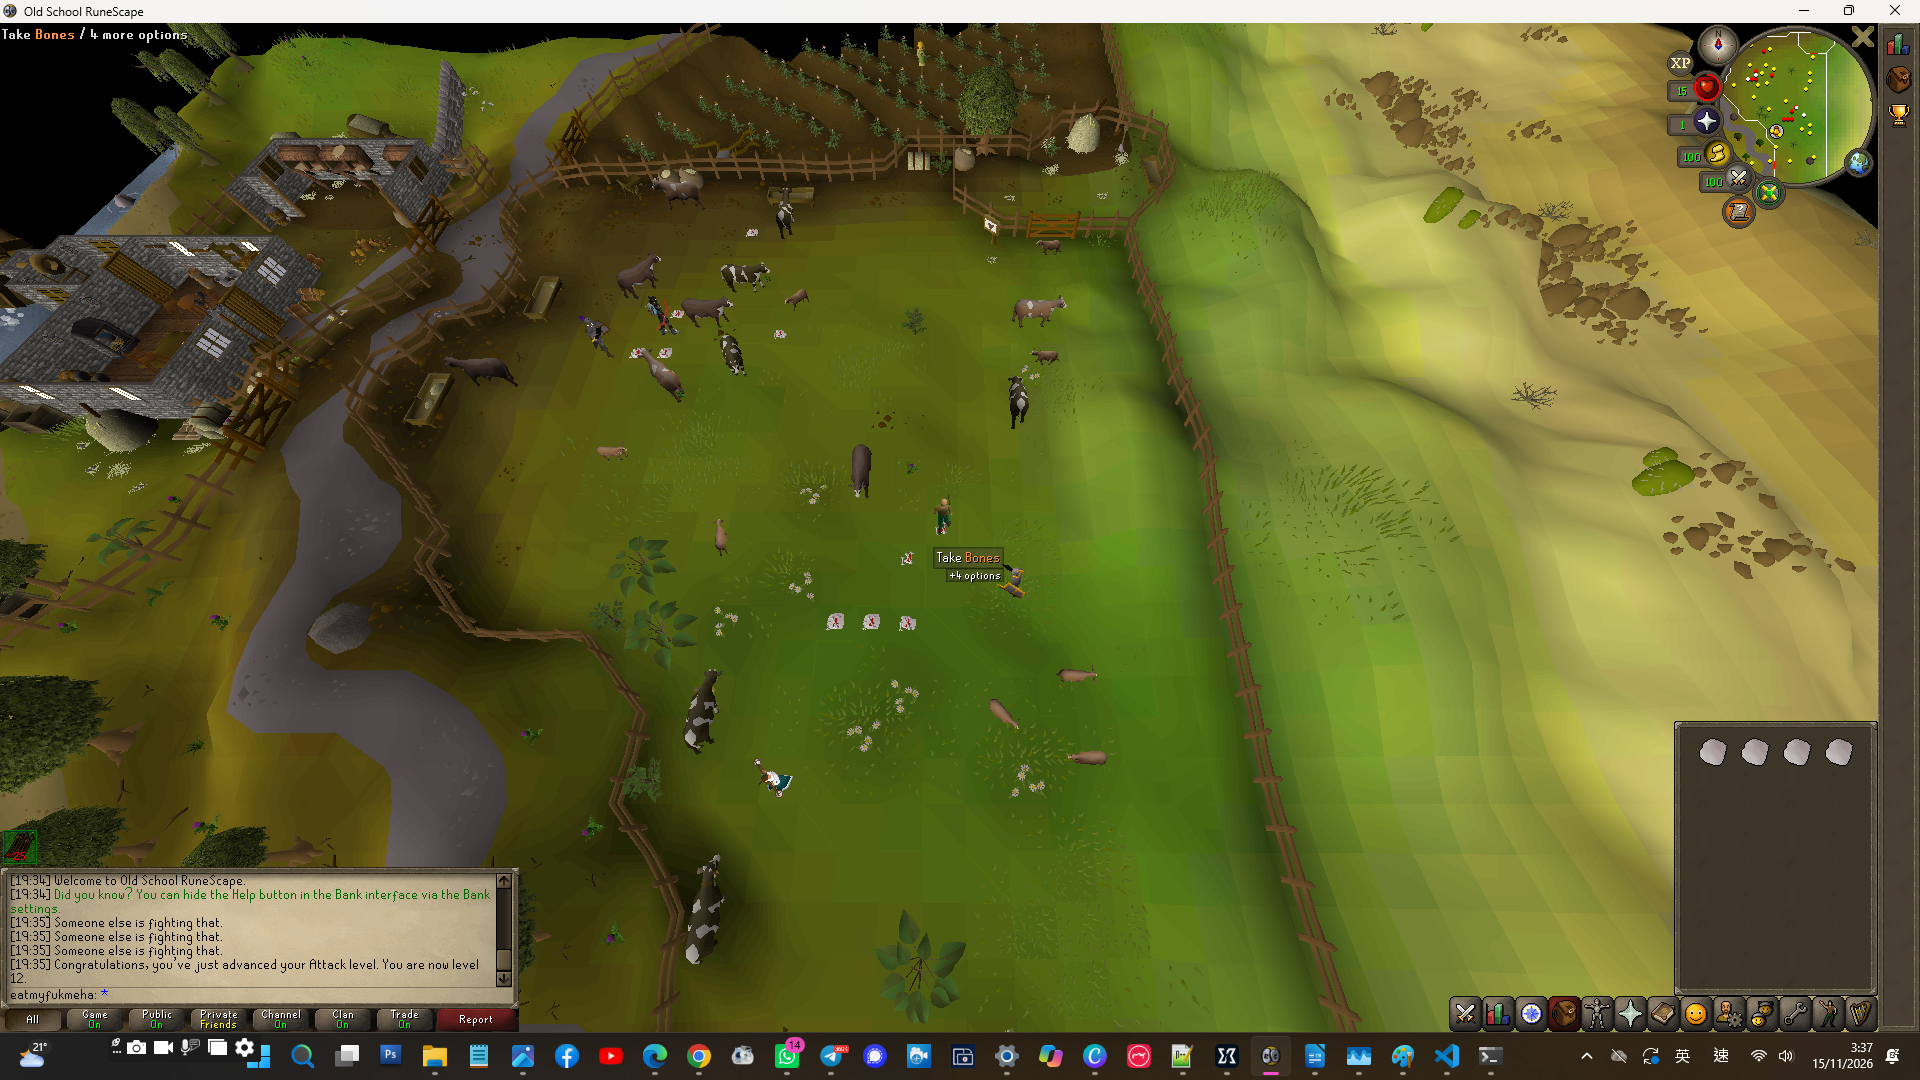 Old School RuneScape
Take Bones / 4 more options
N
XP
15
1
100
100
Take Bones
+4 options
-25
[19:34] Welcome to Old School RuneScape.
[19:34] Did you know? You can hide the Help button in the Bank interface via the Bank
settings.
[19:35] Someone else is fighting that.
[19:35] Someone else is fighting that.
[19:35] Someone else is fighting that.
[19:35] Congratulations, you've just advanced your Attack level. You are now level
12.
eatmyfukmeha: *
All
Game
On
Public
On
Private
Friends
Channel
On
Clan
On
Trade
On
Report
21°
Ps
14
英
速
3:37
15/11/2026